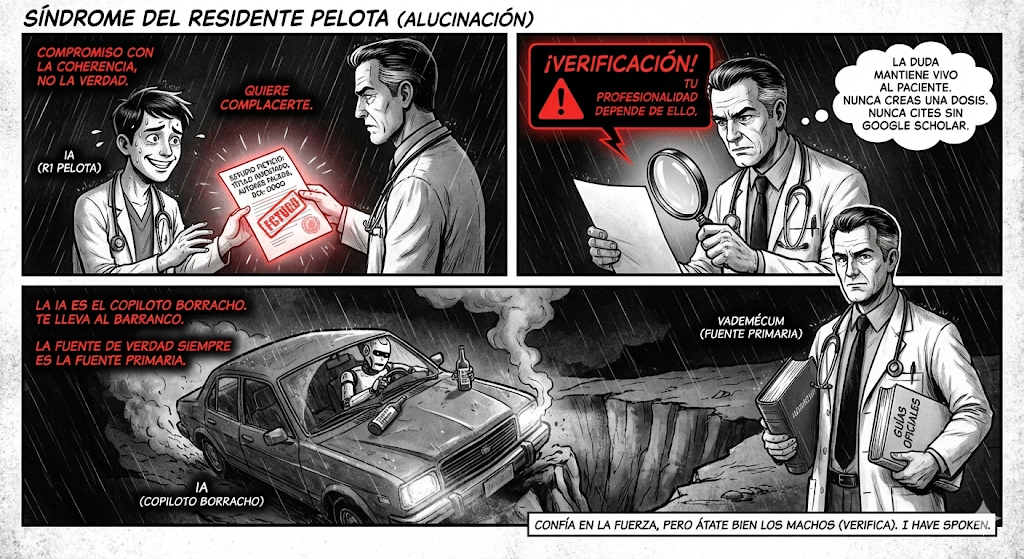 SÍNDROME DEL RESIDENTE PELOTA (ALUCINACIÓN)
COMPROMISO CON
LA COHERENCIA,
NO LA VERDAD.
QUIERE
COMPLACERTE.
IA
(R1 PELOTA)
ESTUDIO FICTICIO:
TÍTULO INVENTADO,
AUTORES FALSOS,
¡VERIFICACIÓN!
TU
PROFESIONALIDAD
DEPENDE DE ELLO.
LA DUDA
MANTIENE VIVO
AL PACIENTE.
NUNCA CREAS UNA DOSIS.
NUNCA CITES SIN
GOOGLE SCHOLAR.
LA IA ES EL COPILOTO BORRACHO.
TE LLEVA AL BARRANCO.
LA FUENTE DE VERDAD SIEMPRE
ES LA FUENTE PRIMARIA.
IA
(COPILOTO BORRACHO)
VADEMÉCUM
(FUENTE PRIMARIA)
GUÍAS
OFICIALES
CONFÍA EN LA FUERZA, PERO ÁTATE BIEN LOS MACHOS (VERIFICA). I HAVE SPOKEN.